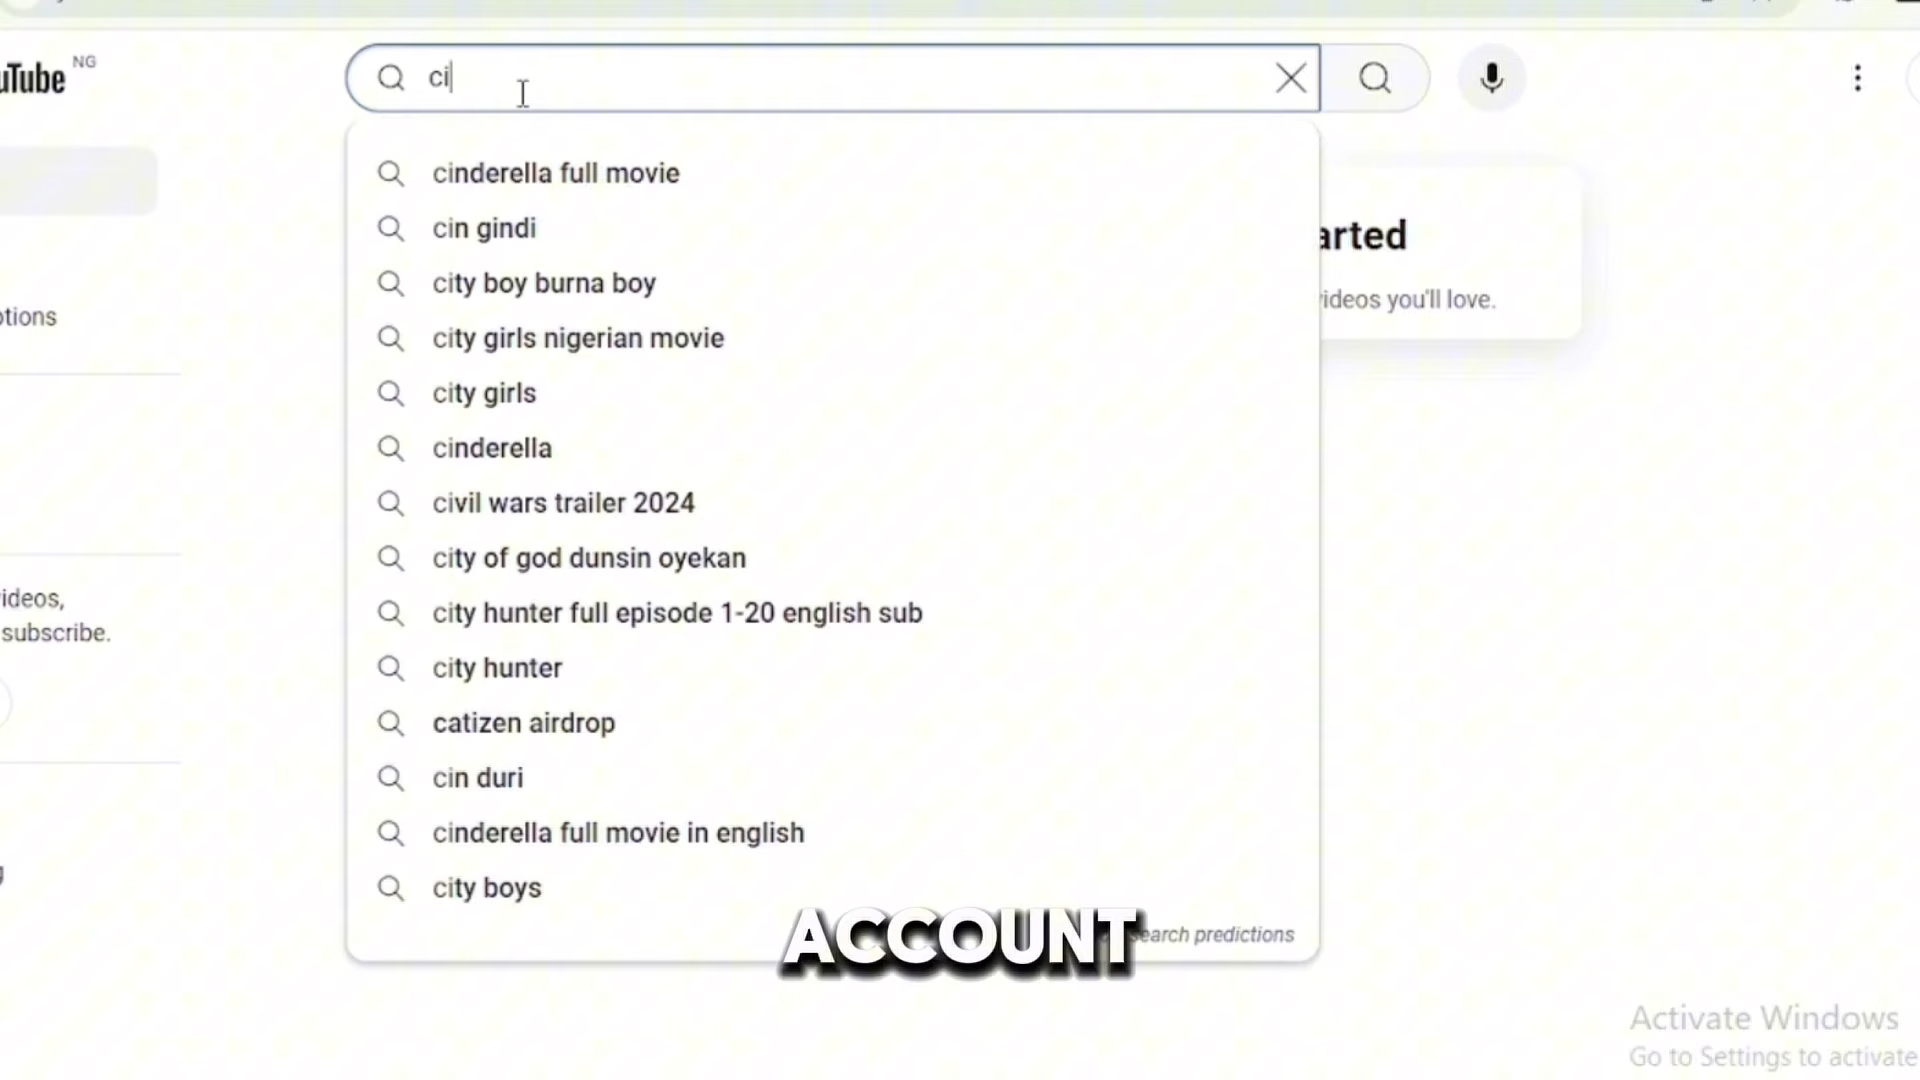 uTube NG
ci
cinderella full movie
cin gindi
city boy burna boy
city girls nigerian movie
city girls
cinderella
civil wars trailer 2024
city of god dunsin oyekan
city hunter full episode 1-20 english sub
city hunter
catizen airdrop
cin duri
cinderella full movie in english
city boys
search predictions
arted
videos you'll love.
otions
ideos,
subscribe.
g
ACCOUNT
Activate Windows
Go to Settings to activate